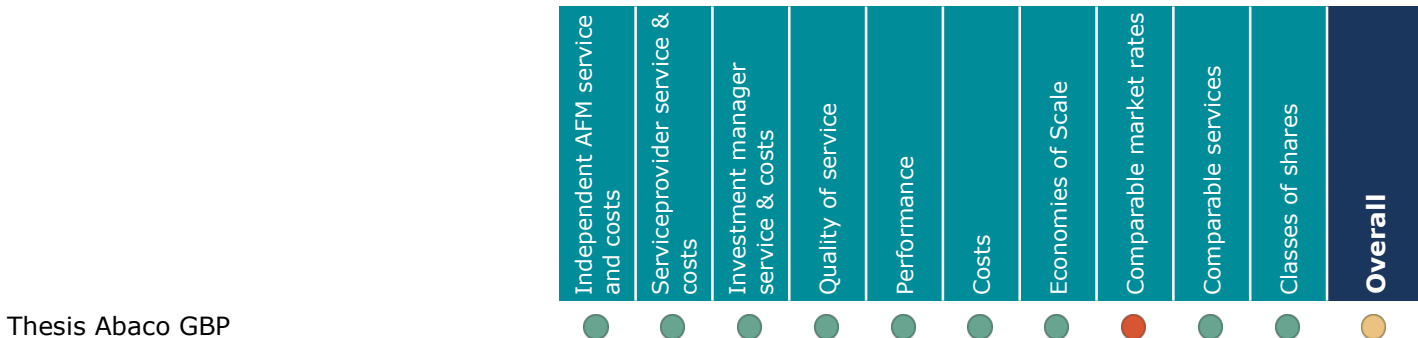 Independent AFM service
and costs
Serviceprovider service &
costs
Investment manager
service & costs
Quality of service
Performance
Costs
Economies of Scale
Comparable market rates
Comparable services
Classes of shares
Overall
Thesis Abaco GBP